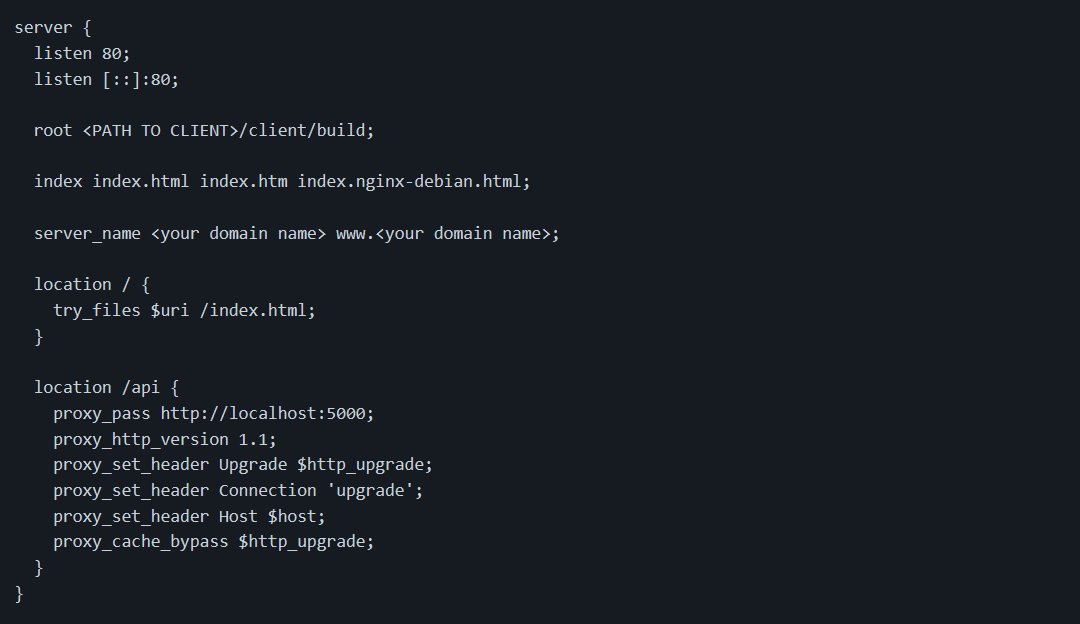 server {
  listen 80;
  listen [::]:80;

  root <PATH TO CLIENT>/client/build;

  index index.html index.htm index.nginx-debian.html;

  server_name <your domain name> www.<your domain name>;

  location / {
    try_files $uri /index.html;
  }

  location /api {
    proxy_pass http://localhost:5000;
    proxy_http_version 1.1;
    proxy_set_header Upgrade $http_upgrade;
    proxy_set_header Connection 'upgrade';
    proxy_set_header Host $host;
    proxy_cache_bypass $http_upgrade;
  }
}